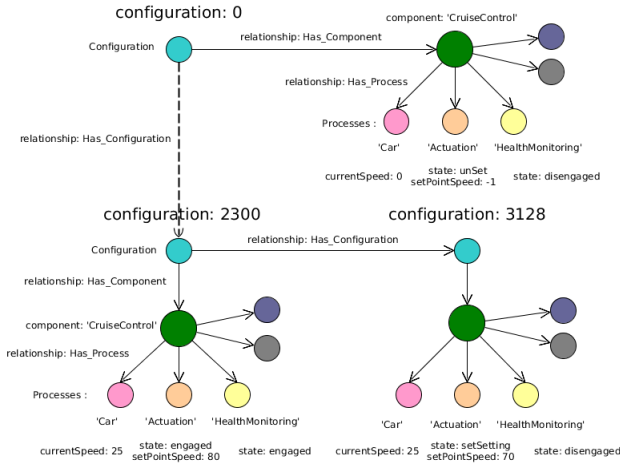 configuration: 0
component: 'CruiseControl'
Configuration
relationship: Has_Component
relationship: Has_Process
Processes :
relationship: Has_Configuration
'Car'
'Actuation'
'HealthMonitoring'
currentSpeed: 0
state: unSet
setPointSpeed: -1
state: disengaged
configuration: 2300
configuration: 3128
Configuration
relationship: Has_Configuration
relationship: Has_Component
component: 'CruiseControl'
relationship: Has_Process
Processes :
'Car'
'Actuation'
'HealthMonitoring'
'Car'
'Actuation'
'HealthMonitoring'
currentSpeed: 25
state: engaged
setPointSpeed: 80
state: engaged
currentSpeed: 25
state: setSetting
setPointSpeed: 70
state: disengaged